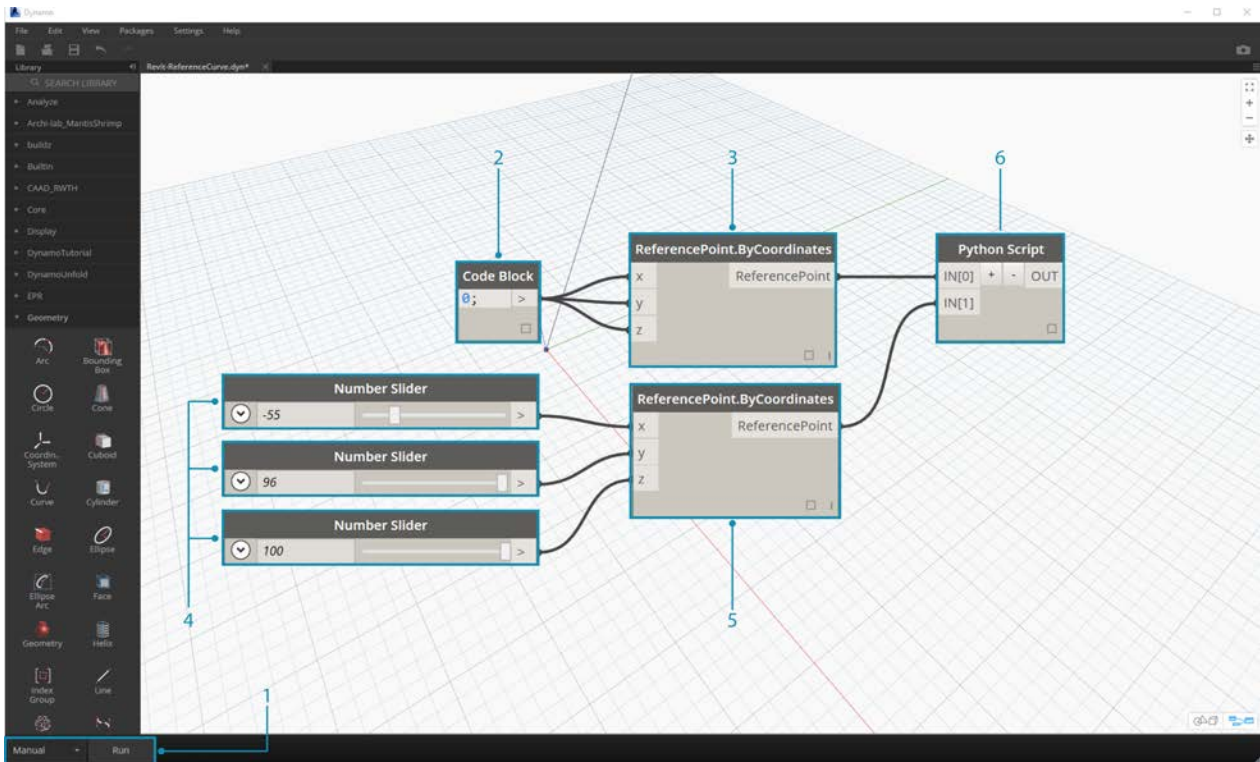 Dynamo
File Edit View Packages Settings Help
Library
Revit-ReferenceCurve.dyn*
SEARCH LIBRARY
Analyze
Archi-lab_MantisShrimp
buildz
BuiltIn
CAAD_RWTH
Core
Display
DynamoTutorial
DynamoUnfold
EPR
Geometry
Arc
Bounding
Box
Circle
Cone
Coordin..
System
Cuboid
Curve
Cylinder
Edge
Ellipse
Ellipse
Arc
Face
Geometry
Helix
Index
Group
Line
Manual
Run
1
2
Code Block
0; >
3
ReferencePoint.ByCoordinates
x ReferencePoint
y
z
6
Python Script
IN[0] + - OUT
IN[1]
Number Slider
-55 >
Number Slider
96 >
Number Slider
100 >
4
ReferencePoint.ByCoordinates
x ReferencePoint
y
z
5